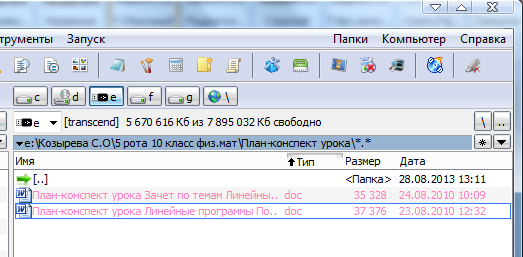 трументы Запуск Папки Компьютер Справка
c d e f g \
e [transcend] 5 670 616 Кб из 7 895 032 Кб свободно \ ..
e:\Козырева С.О\5 рота 10 класс физ.мат\План-конспект урока\*.* *
Имя Тип Размер Дата
[..] <Папка> 28.08.2013 13:11
План-конспект урока Зачет по темам Линейны.. doc 35 328 24.08.2010 10:09
План-конспект урока Линейные программы По.. doc 37 376 23.08.2010 12:32